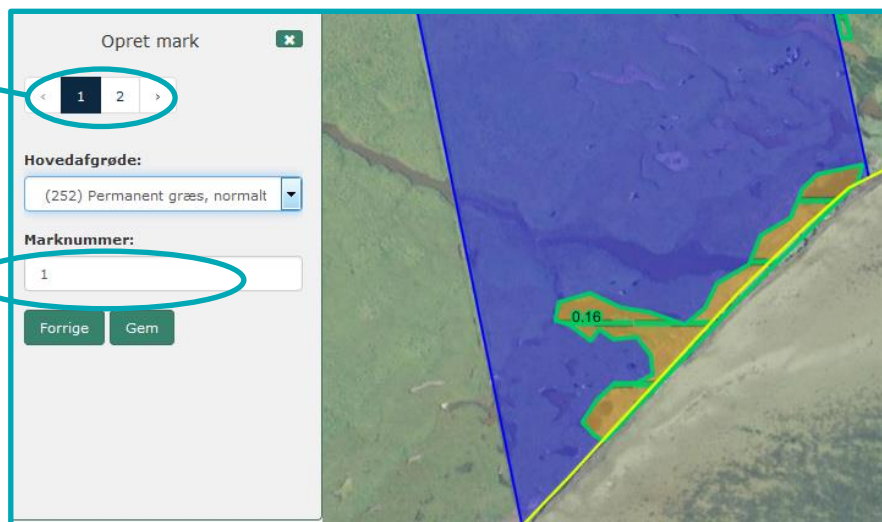 Opret mark
‹ 1 2 ›
Hovedafgrøde:
(252) Permanent græs, normalt
Marknummer:
1
Forrige Gem
0.16